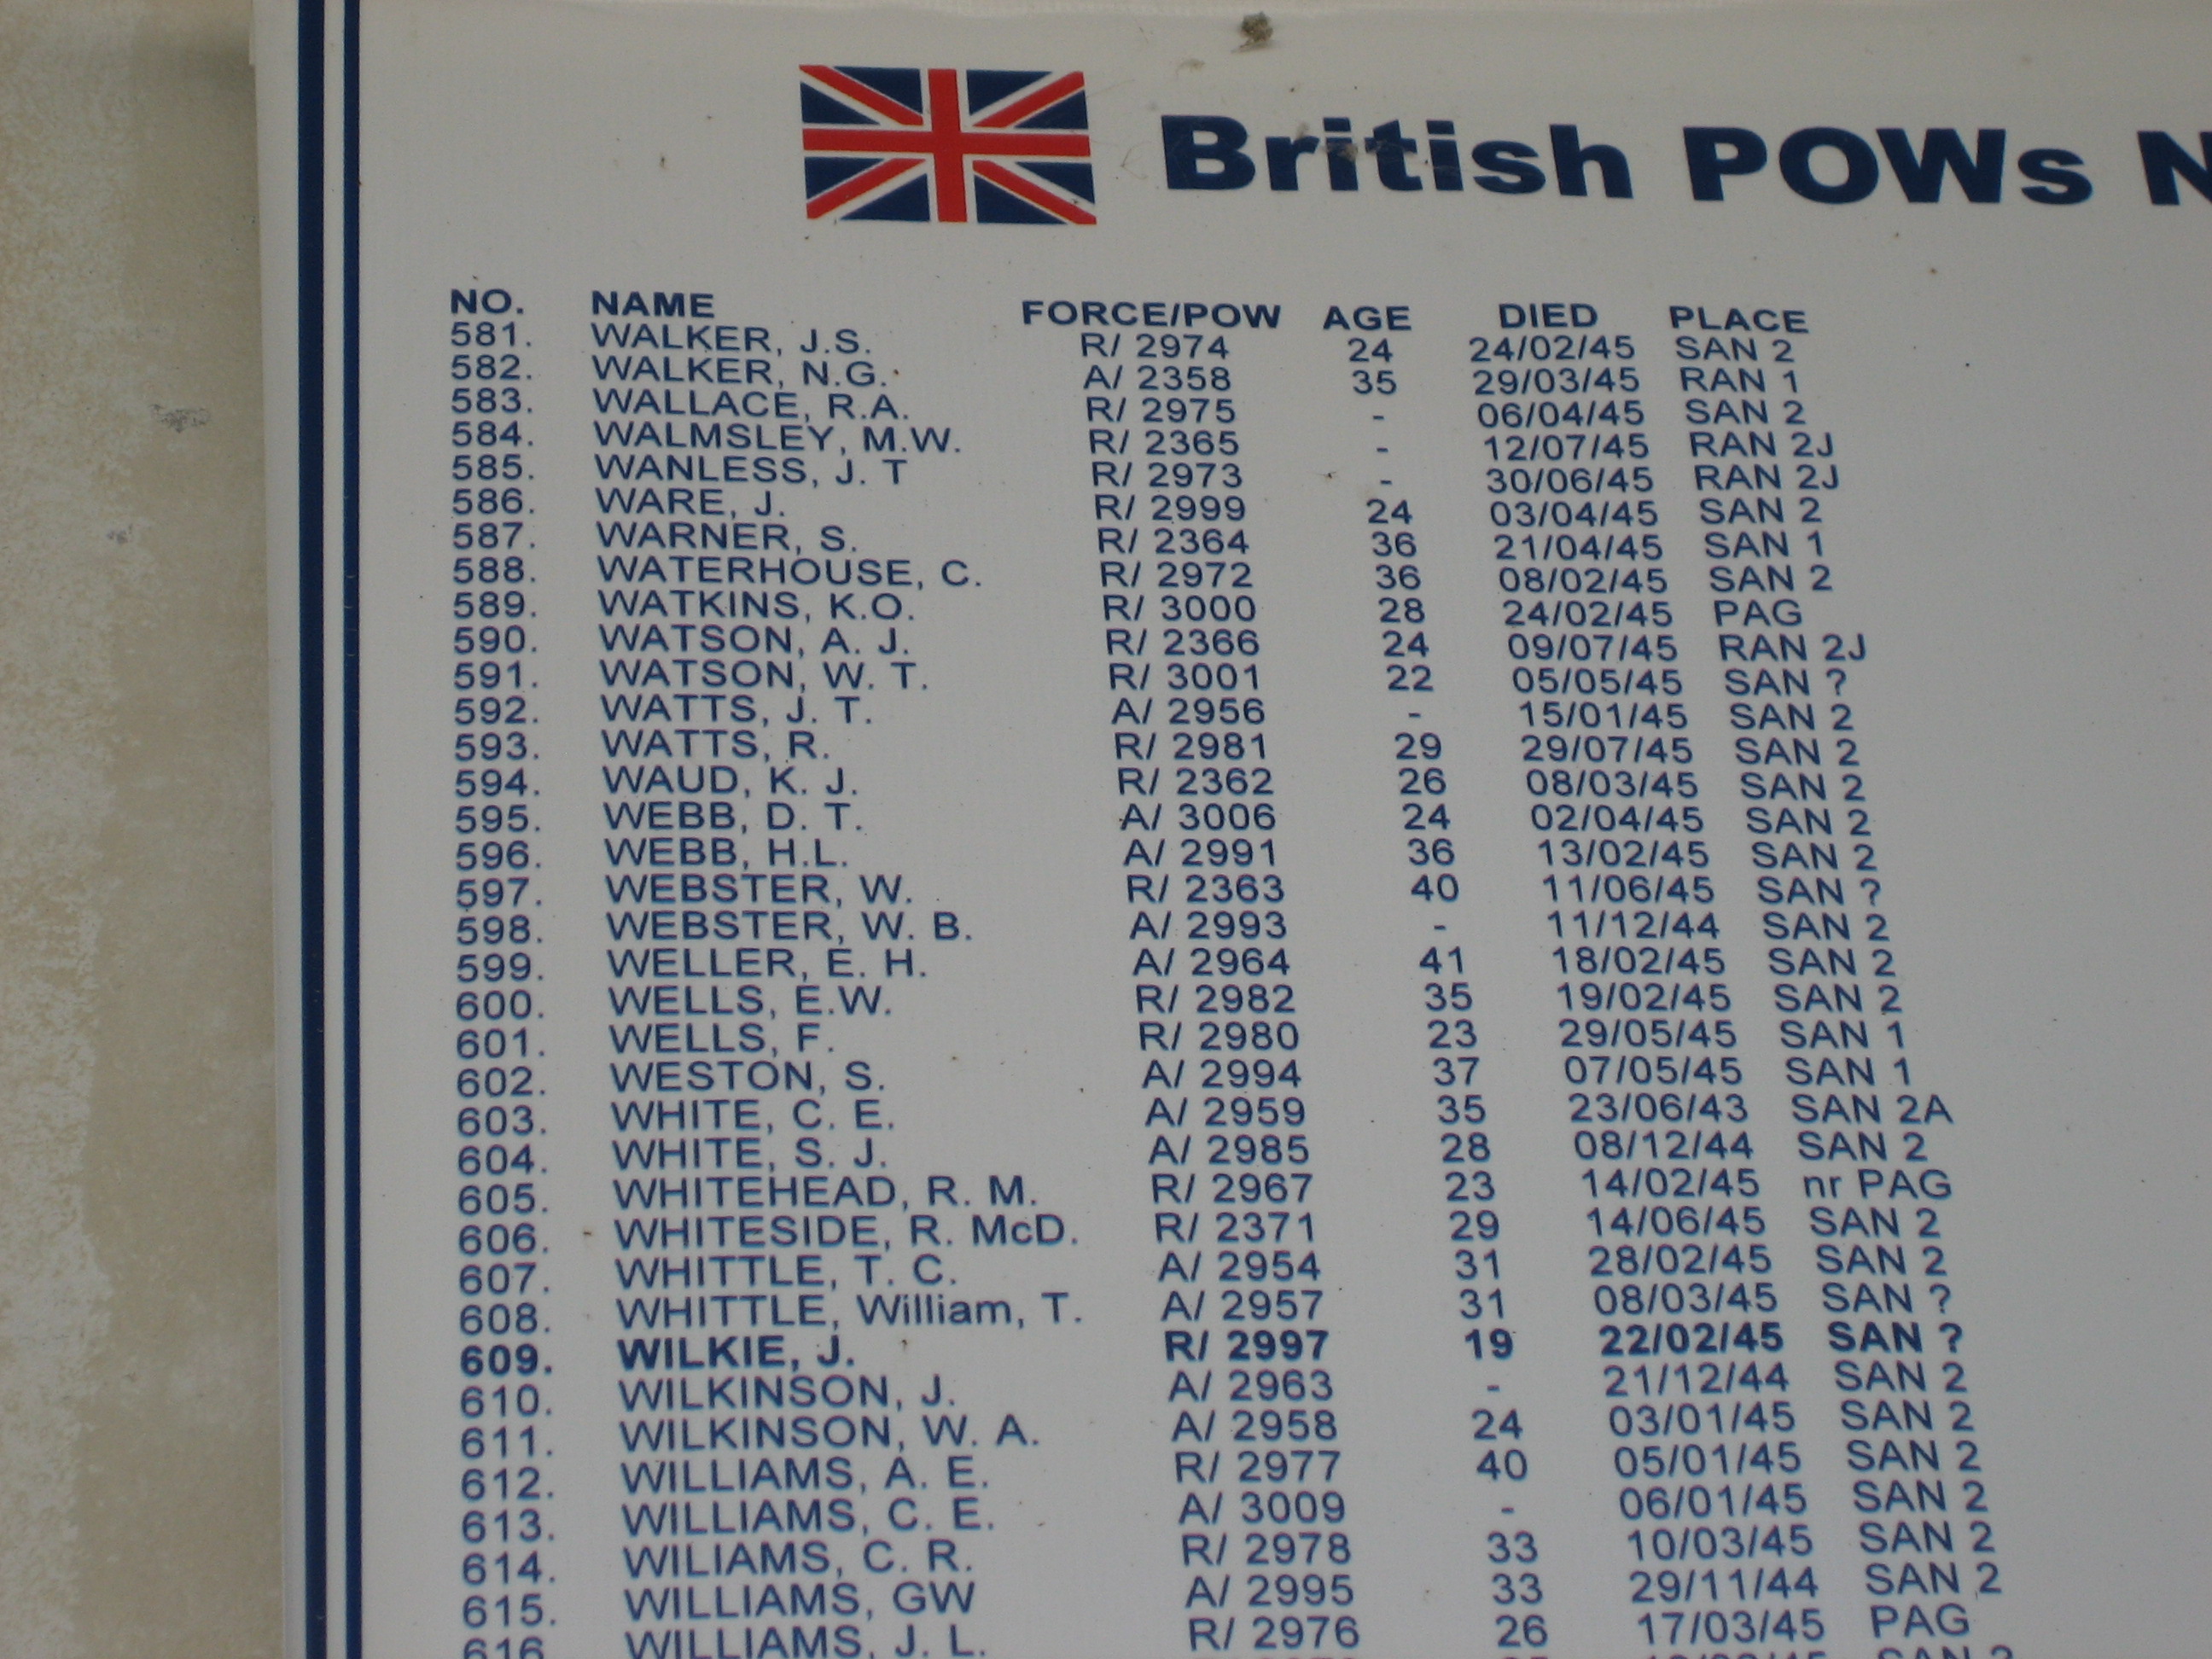 British POWs N
NO. NAME FORCE/POW AGE DIED PLACE
581. WALKER, J.S. R/ 2974 24 24/02/45 SAN 2
582. WALKER, N.G. A/ 2358 35 29/03/45 RAN 1
583. WALLACE, R.A. R/ 2975 - 06/04/45 SAN 2
584. WALMSLEY, M.W. R/ 2365 - 12/07/45 RAN 2J
585. WANLESS, J. T R/ 2973 - 30/06/45 RAN 2J
586. WARE, J. R/ 2999 24 03/04/45 SAN 2
587. WARNER, S. R/ 2364 36 21/04/45 SAN 1
588. WATERHOUSE, C. R/ 2972 36 08/02/45 SAN 2
589. WATKINS, K.O. R/ 3000 28 24/02/45 PAG
590. WATSON, A. J. R/ 2366 24 09/07/45 RAN 2J
591. WATSON, W. T. R/ 3001 22 05/05/45 SAN ?
592. WATTS, J. T. A/ 2956 - 15/01/45 SAN 2
593. WATTS, R. R/ 2981 29 29/07/45 SAN 2
594. WAUD, K. J. R/ 2362 26 08/03/45 SAN 2
595. WEBB, D. T. A/ 3006 24 02/04/45 SAN 2
596. WEBB, H.L. A/ 2991 36 13/02/45 SAN 2
597. WEBSTER, W. R/ 2363 40 11/06/45 SAN ?
598. WEBSTER, W. B. A/ 2993 - 11/12/44 SAN 2
599. WELLER, E. H. A/ 2964 41 18/02/45 SAN 2
600. WELLS, E.W. R/ 2982 35 19/02/45 SAN 2
601. WELLS, F. R/ 2980 23 29/05/45 SAN 1
602. WESTON, S. A/ 2994 37 07/05/45 SAN 1
603. WHITE, C. E. A/ 2959 35 23/06/43 SAN 2A
604. WHITE, S. J. A/ 2985 28 08/12/44 SAN 2
605. WHITEHEAD, R. M. R/ 2967 23 14/02/45 nr PAG
606. WHITESIDE, R. McD. R/ 2371 29 14/06/45 SAN 2
607. WHITTLE, T. C. A/ 2954 31 28/02/45 SAN 2
608. WHITTLE, William, T. A/ 2957 31 08/03/45 SAN ?
609. WILKIE, J. R/ 2997 19 22/02/45 SAN ?
610. WILKINSON, J. A/ 2963 - 21/12/44 SAN 2
611. WILKINSON, W. A. A/ 2958 24 03/01/45 SAN 2
612. WILLIAMS, A. E. R/ 2977 40 05/01/45 SAN 2
613. WILLIAMS, C. E. A/ 3009 - 06/01/45 SAN 2
614. WILIAMS, C. R. R/ 2978 33 10/03/45 SAN 2
615. WILLIAMS, GW A/ 2995 33 29/11/44 SAN 2
616. WILLIAMS, J. L. R/ 2976 26 17/03/45 PAG